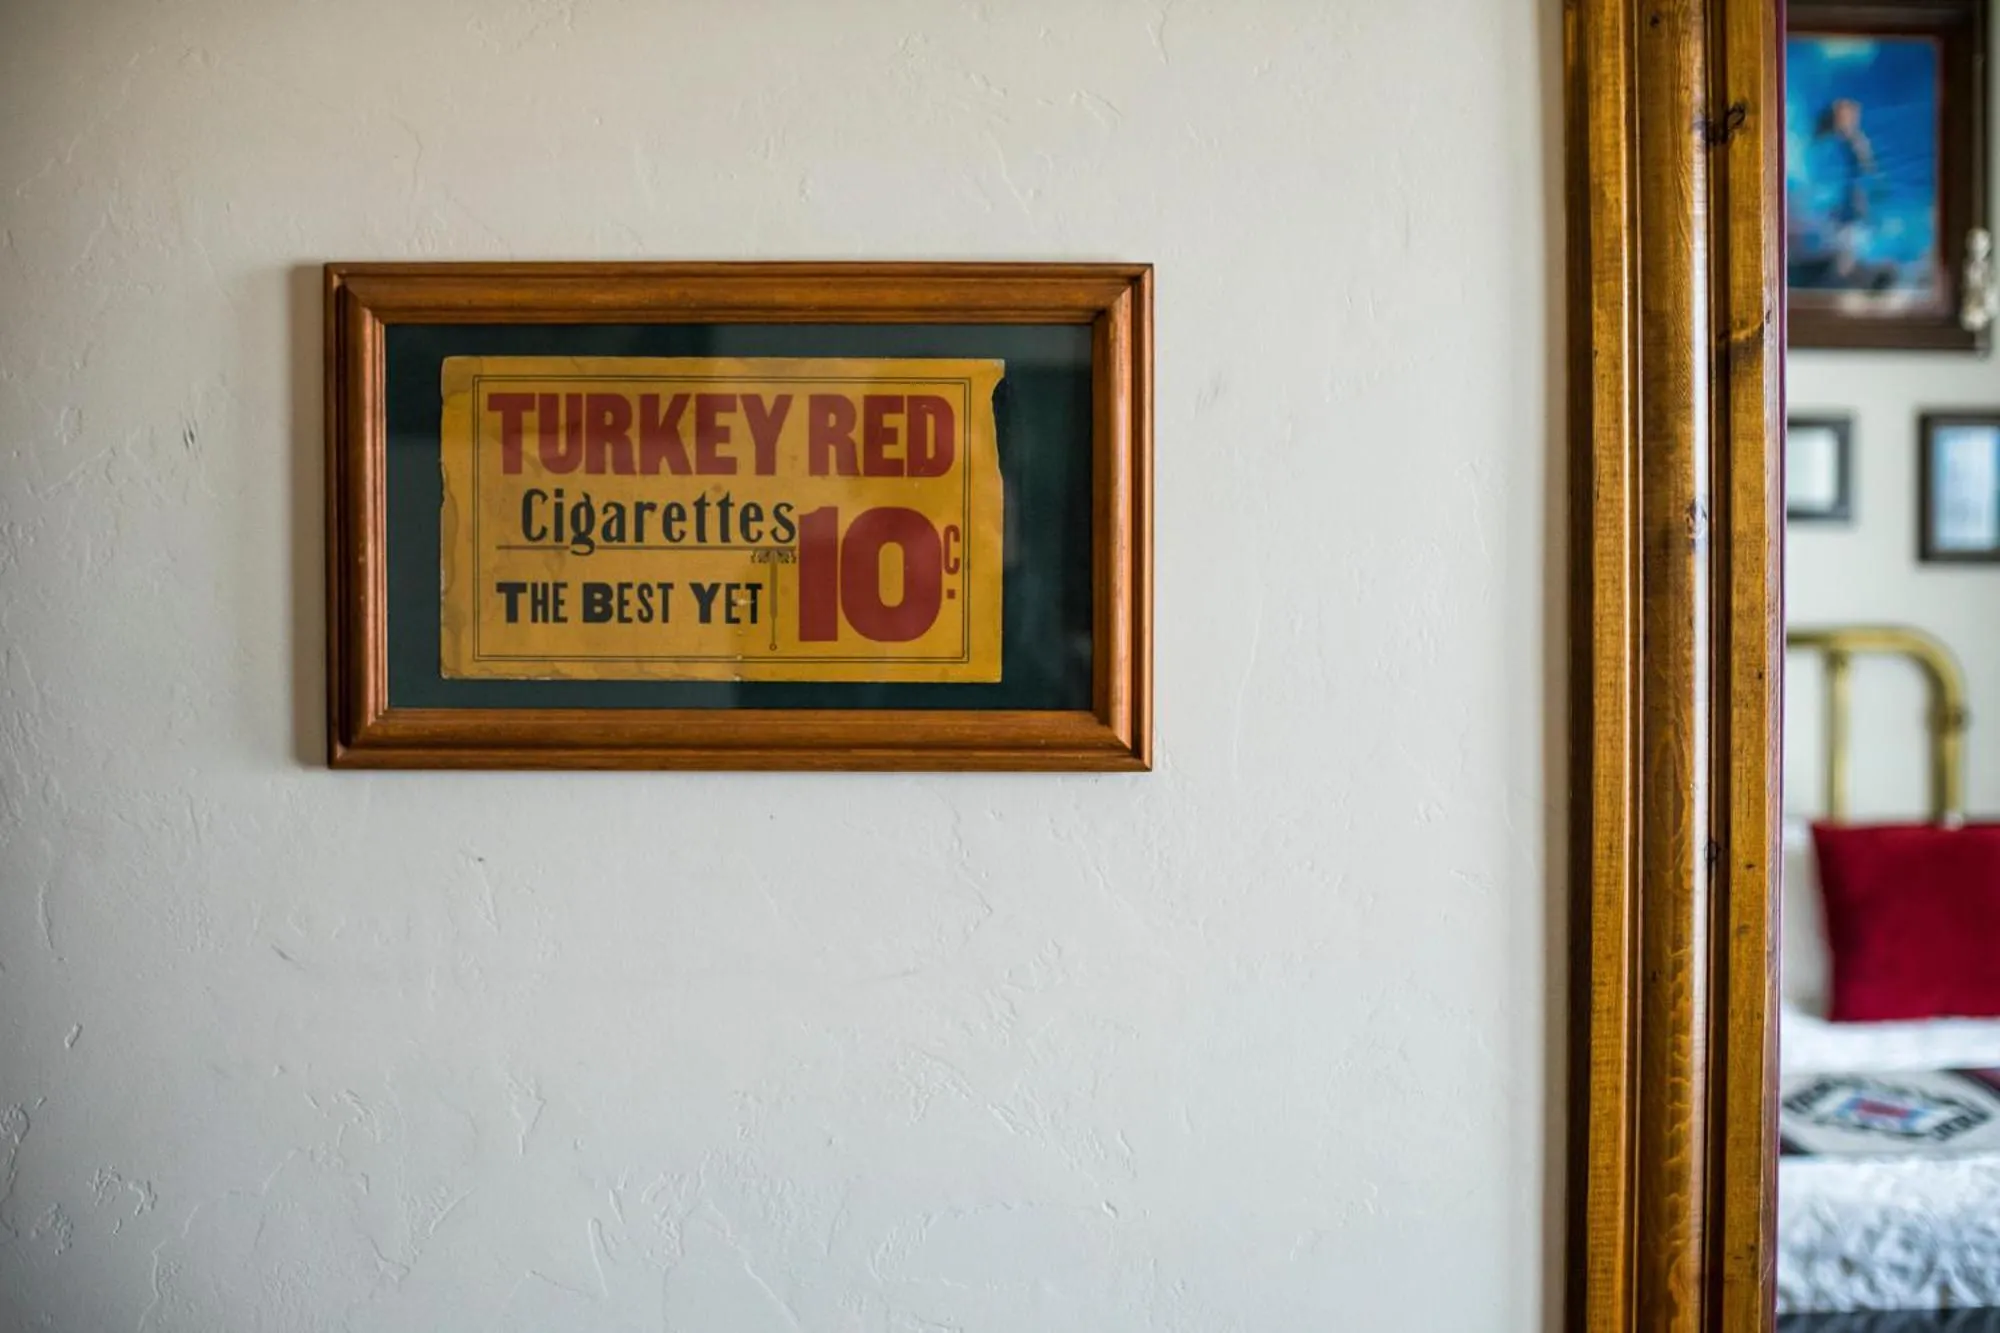 TURKEY RED
Cigarettes
THE BEST YET
10c.